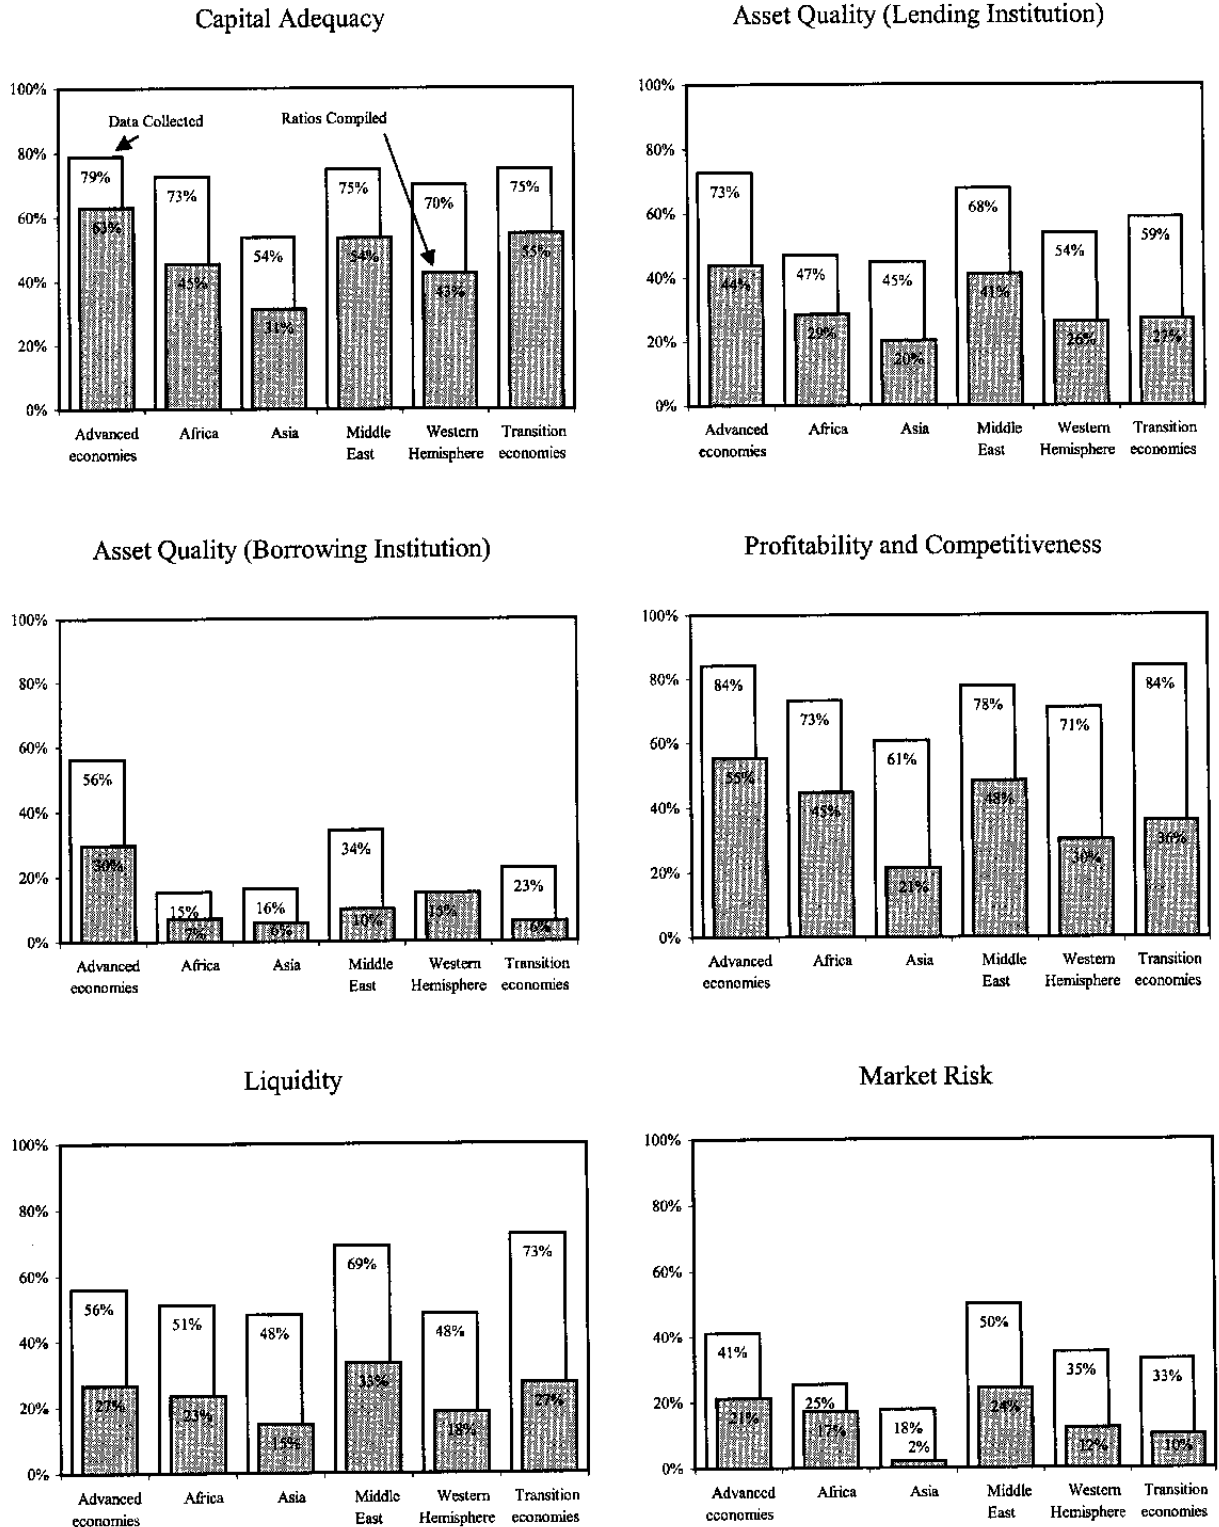 Capital Adequacy
100%
80%
60%
40%
20%
0%
Data Collected
Ratios Compiled
79%
73%
54%
75%
70%
75%
63%
45%
31%
54%
43%
55%
Advanced economies
Africa
Asia
Middle East
Western Hemisphere
Transition economies
Asset Quality (Lending Institution)
100%
80%
60%
40%
20%
0%
73%
47%
45%
68%
54%
59%
44%
29%
20%
41%
26%
27%
Advanced economies
Africa
Asia
Middle East
Western Hemisphere
Transition economies
Asset Quality (Borrowing Institution)
100%
80%
60%
40%
20%
0%
56%
15%
16%
34%
23%
30%
7%
6%
10%
15%
6%
Advanced economies
Africa
Asia
Middle East
Western Hemisphere
Transition economies
Profitability and Competitiveness
100%
80%
60%
40%
20%
0%
84%
73%
61%
78%
71%
84%
55%
45%
21%
48%
30%
36%
Advanced economies
Africa
Asia
Middle East
Western Hemisphere
Transition economies
Liquidity
100%
80%
60%
40%
20%
0%
56%
51%
48%
69%
48%
73%
27%
23%
15%
33%
18%
27%
Advanced economies
Africa
Asia
Middle East
Western Hemisphere
Transition economies
Market Risk
100%
80%
60%
40%
20%
0%
41%
25%
18%
50%
35%
33%
21%
17%
2%
24%
12%
10%
Advanced economies
Africa
Asia
Middle East
Western Hemisphere
Transition economies